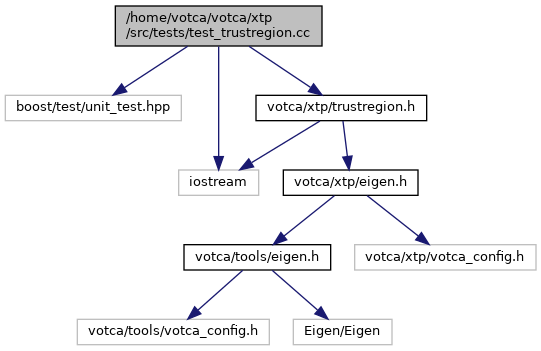 /home/votca/votca/xtp
/src/tests/test_trustregion.cc
boost/test/unit_test.hpp
votca/xtp/trustregion.h
iostream
votca/xtp/eigen.h
votca/tools/eigen.h
votca/xtp/votca_config.h
votca/tools/votca_config.h
Eigen/Eigen